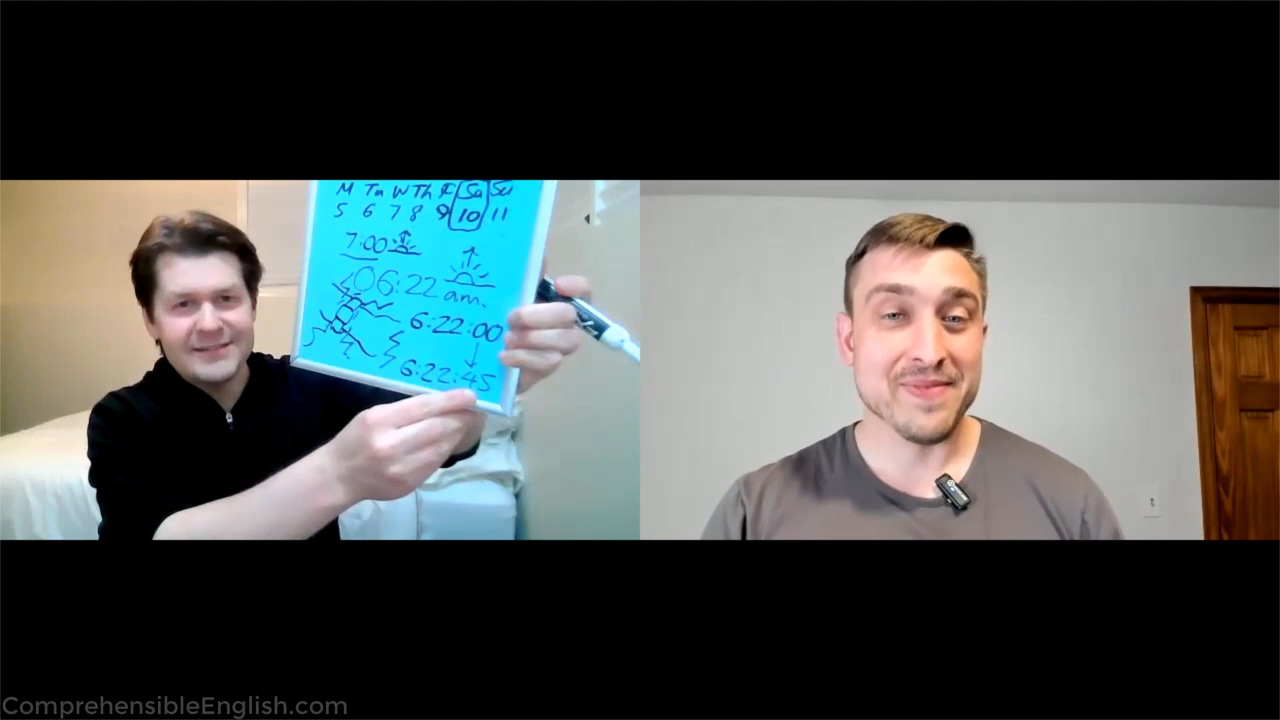 M Tu W Th F Sa Su
5 6 7 8 9 10 11
7:00
06:22 am.
6:22:00
6:22:45
ComprehensibleEnglish.com